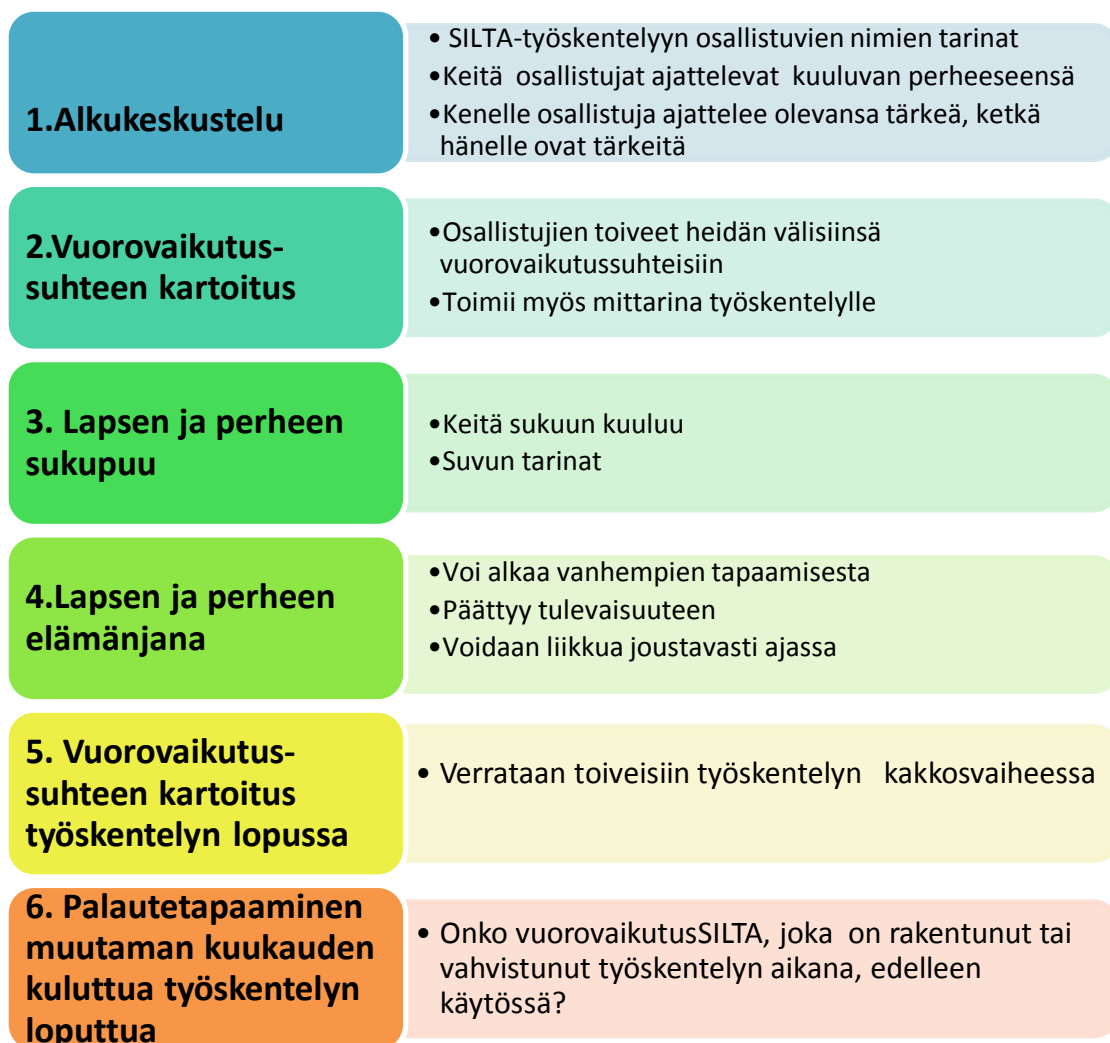 1.Alkukeskustelu
• SILTA-työskentelyyn osallistuvien nimien tarinat
•Keitä osallistujat ajattelevat kuuluvan perheeseensä
•Kenelle osallistuja ajattelee olevansa tärkeä, ketkä
hänelle ovat tärkeitä
2.Vuorovaikutus-
suhteen kartoitus
•Osallistujien toiveet heidän välisiinsä
vuorovaikutussuhteisiin
•Toimii myös mittarina työskentelylle
3. Lapsen ja perheen
sukupuu
•Keitä sukuun kuuluu
•Suvun tarinat
4.Lapsen ja perheen
elämänjana
•Voi alkaa vanhempien tapaamisesta
•Päättyy tulevaisuuteen
•Voidaan liikkua joustavasti ajassa
5. Vuorovaikutus-
suhteen kartoitus
työskentelyn lopussa
• Verrataan toiveisiin työskentelyn kakkosvaiheessa
6. Palautetapaaminen
muutaman kuukauden
kuluttua työskentelyn
loputtua
• Onko vuorovaikutusSILTA, joka on rakentunut tai
vahvistunut työskentelyn aikana, edelleen
käytössä?